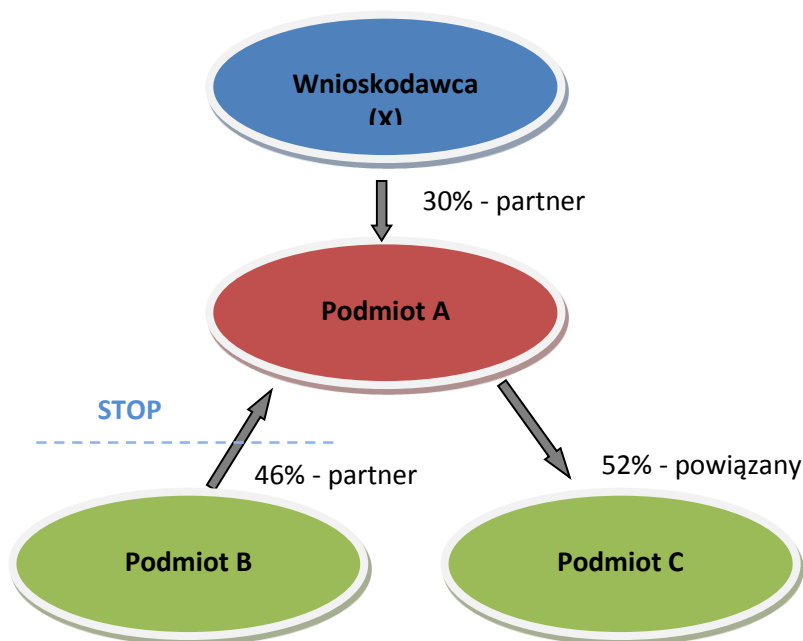 Wnioskodawca
(X)
30% - partner
Podmiot A
STOP
46% - partner
52% - powiązany
Podmiot B
Podmiot C